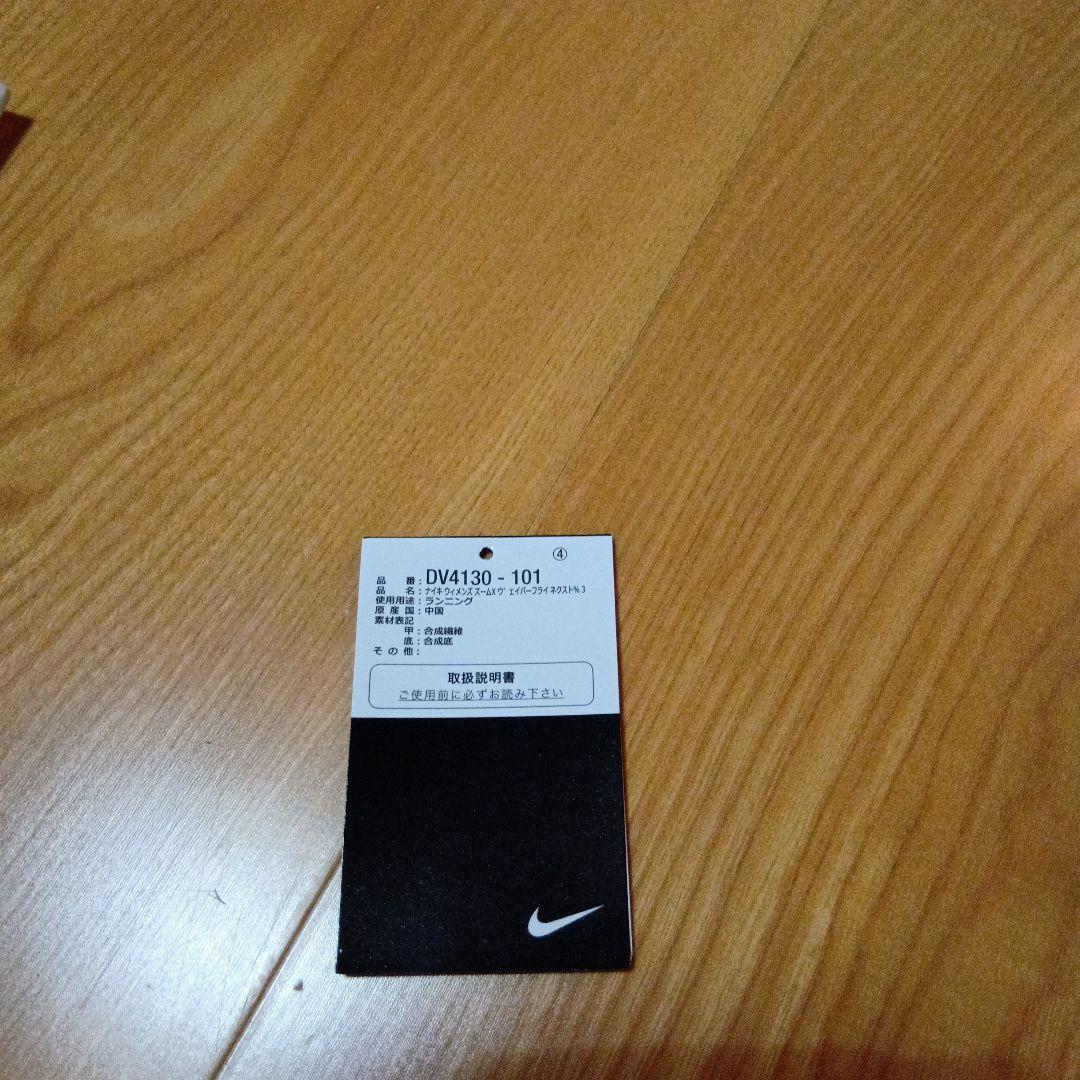 ④
品 番：DV4130 - 101
品 名：ナイキ ウィメンズ ズームX ヴェイパーフライ ネクスト% 3
使用用途：ランニング
原 産 国：中国
素材表記
甲：合成繊維
底：合成底
そ の 他：
取扱説明書
ご使用前に必ずお読み下さい